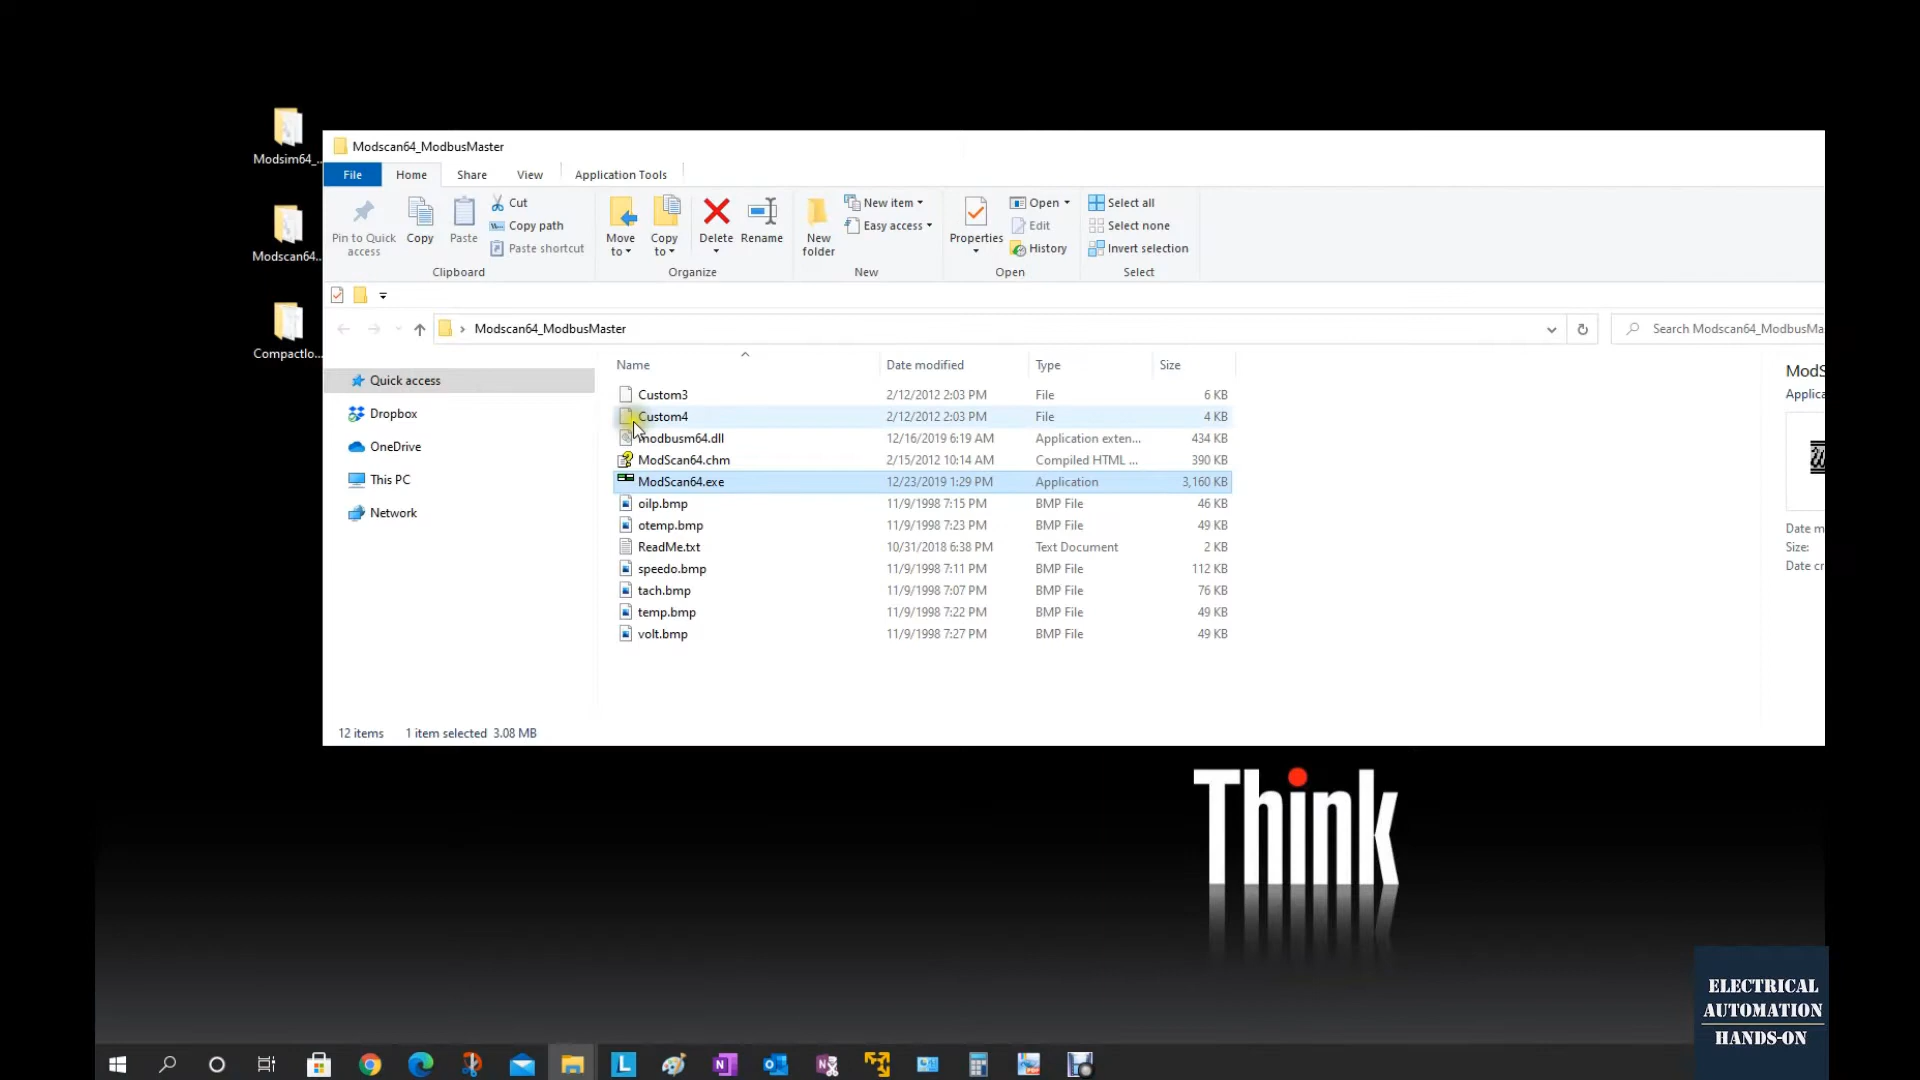 Modsim64_...
Modscan64...
CompactIo...
Modscan64_ModbusMaster
File
Home
Share
View
Application Tools
Pin to Quick access
Copy
Paste
Cut
Copy path
Paste shortcut
Clipboard
Move to
Copy to
Delete
Rename
Organize
New folder
New item
Easy access
New
Properties
Open
Edit
History
Open
Select all
Select none
Invert selection
Select
Modscan64_ModbusMaster
Search Modscan64_ModbusMa
Quick access
Dropbox
OneDrive
This PC
Network
Name Date modified Type Size
Custom3 2/12/2012 2:03 PM File 6 KB
Custom4 2/12/2012 2:03 PM File 4 KB
modbusm64.dll 12/16/2019 6:19 AM Application exten... 434 KB
ModScan64.chm 2/15/2012 10:14 AM Compiled HTML ... 390 KB
ModScan64.exe 12/23/2019 1:29 PM Application 3,160 KB
oilp.bmp 11/9/1998 7:15 PM BMP File 46 KB
otemp.bmp 11/9/1998 7:23 PM BMP File 49 KB
ReadMe.txt 10/31/2018 6:38 PM Text Document 2 KB
speedo.bmp 11/9/1998 7:11 PM BMP File 112 KB
tach.bmp 11/9/1998 7:07 PM BMP File 76 KB
temp.bmp 11/9/1998 7:22 PM BMP File 49 KB
volt.bmp 11/9/1998 7:27 PM BMP File 49 KB
ModS
Applica
Date m
Size:
Date cr
12 items 1 item selected 3.08 MB
Think
ELECTRICAL
AUTOMATION
HANDS-ON